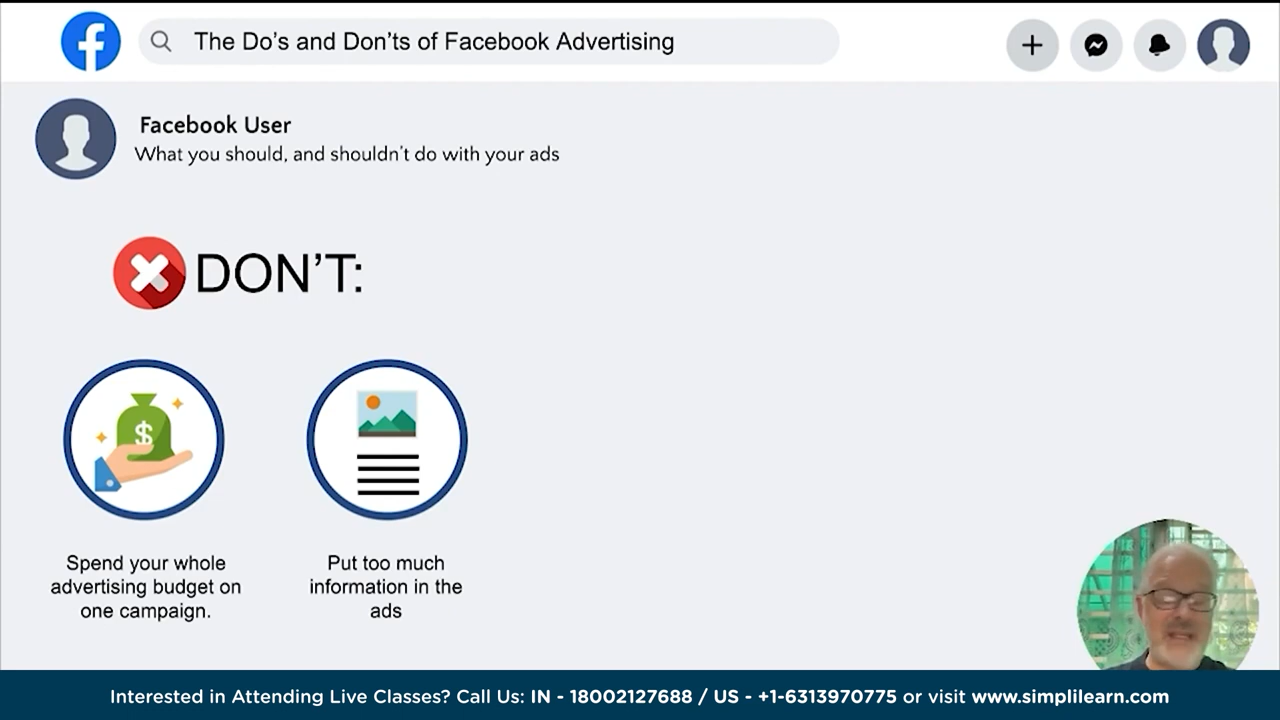 The Do’s and Don’ts of Facebook Advertising
Facebook User
What you should, and shouldn’t do with your ads
DON’T:
$
Spend your whole
advertising budget on
one campaign.
Put too much
information in the
ads
Interested in Attending Live Classes? Call Us: IN - 18002127688 / US - +1-6313970775 or visit www.simplilearn.com